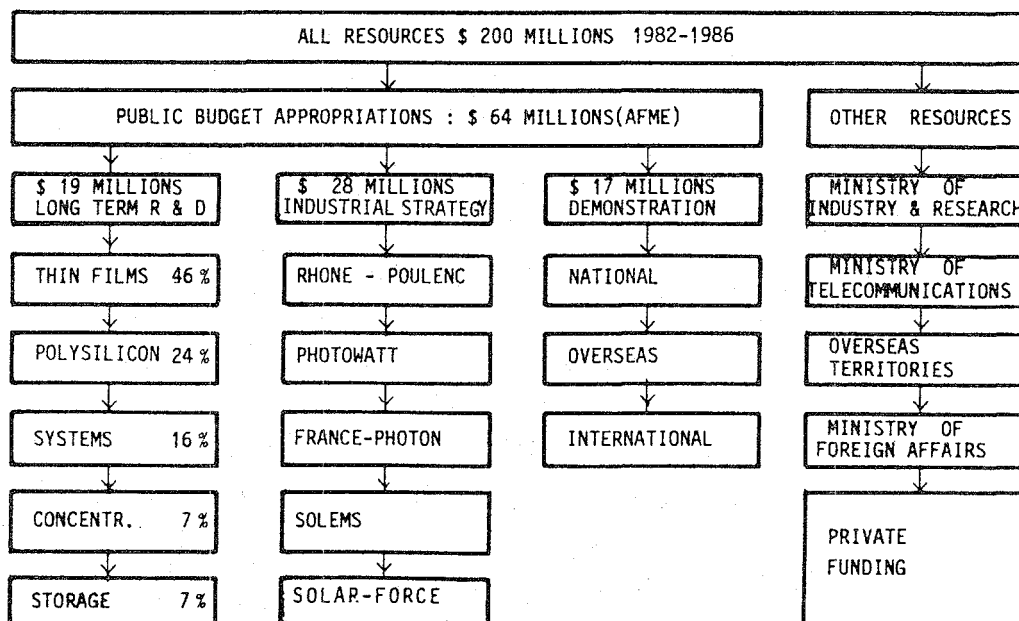 ALL RESOURCES $ 200 MILLIONS 1982-1986
PUBLIC BUDGET APPROPRIATIONS : $ 64 MILLIONS(AFME)
OTHER RESOURCES
$ 19 MILLIONS
LONG TERM R & D
$ 28 MILLIONS
INDUSTRIAL STRATEGY
$ 17 MILLIONS
DEMONSTRATION
MINISTRY OF
INDUSTRY & RESEARCH
THIN FILMS 46 %
RHONE - POULENC
NATIONAL
MINISTRY OF
TELECOMMUNICATIONS
POLYSILICON 24 %
PHOTOWATT
OVERSEAS
OVERSEAS
TERRITORIES
SYSTEMS 16 %
FRANCE-PHOTON
INTERNATIONAL
MINISTRY OF
FOREIGN AFFAIRS
CONCENTR. 7 %
SOLEMS
PRIVATE
FUNDING
STORAGE 7 %
SOLAR-FORCE